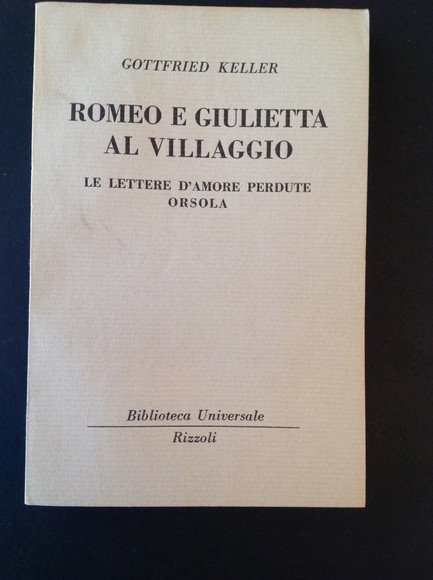 GOTTFRIED KELLER
ROMEO E GIULIETTA
AL VILLAGGIO
LE LETTERE D'AMORE PERDUTE
ORSOLA
Biblioteca Universale
Rizzoli